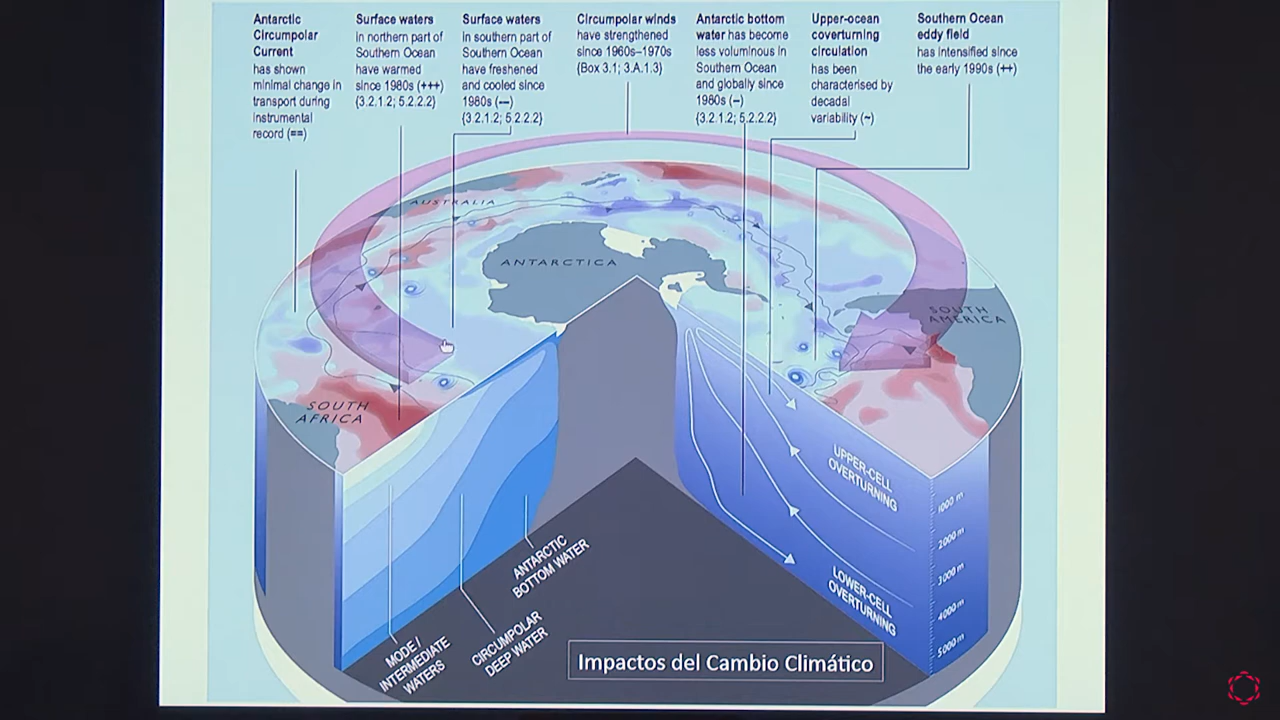 Antarctic
Circumpolar
Current
has shown
minimal change in
transport during
instrumental
record (==)
Surface waters
in northern part of
Southern Ocean
have warmed
since 1980s (+++)
{3.2.1.2; 5.2.2.2}
Surface waters
in southern part of
Southern Ocean
have freshened
and cooled since
1980s (--)
{3.2.1.2; 5.2.2.2}
Circumpolar winds
have strengthened
since 1960s–1970s
{Box 3.1; 3.A.1.3}
Antarctic bottom
water has become
less voluminous in
Southern Ocean
and globally since
1980s (–)
{3.2.1.2; 5.2.2.2}
Upper-ocean
coverturning
circulation
has been
characterised by
decadal
variability (~)
Southern Ocean
eddy field
has intensified since
the early 1990s (++)
AUSTRALIA
ANTARCTICA
SOUTH
AMERICA
SOUTH
AFRICA
UPPER-CELL
OVERTURNING
LOWER-CELL
OVERTURNING
1000 m
2000 m
3000 m
4000 m
5000 m
ANTARCTIC
BOTTOM WATER
CIRCUMPOLAR
DEEP WATER
MODE /
INTERMEDIATE
WATERS
Impactos del Cambio Climático